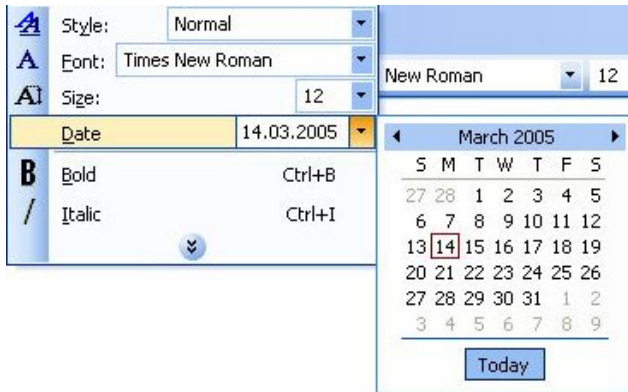 Style: Normal
Font: Times New Roman
New Roman 12
Size: 12
Date 14.03.2005
March 2005
S M T W T F S
27 28 1 2 3 4 5
6 7 8 9 10 11 12
13 14 15 16 17 18 19
20 21 22 23 24 25 26
27 28 29 30 31 1 2
3 4 5 6 7 8 9
Today
B Bold Ctrl+B
I Italic Ctrl+I